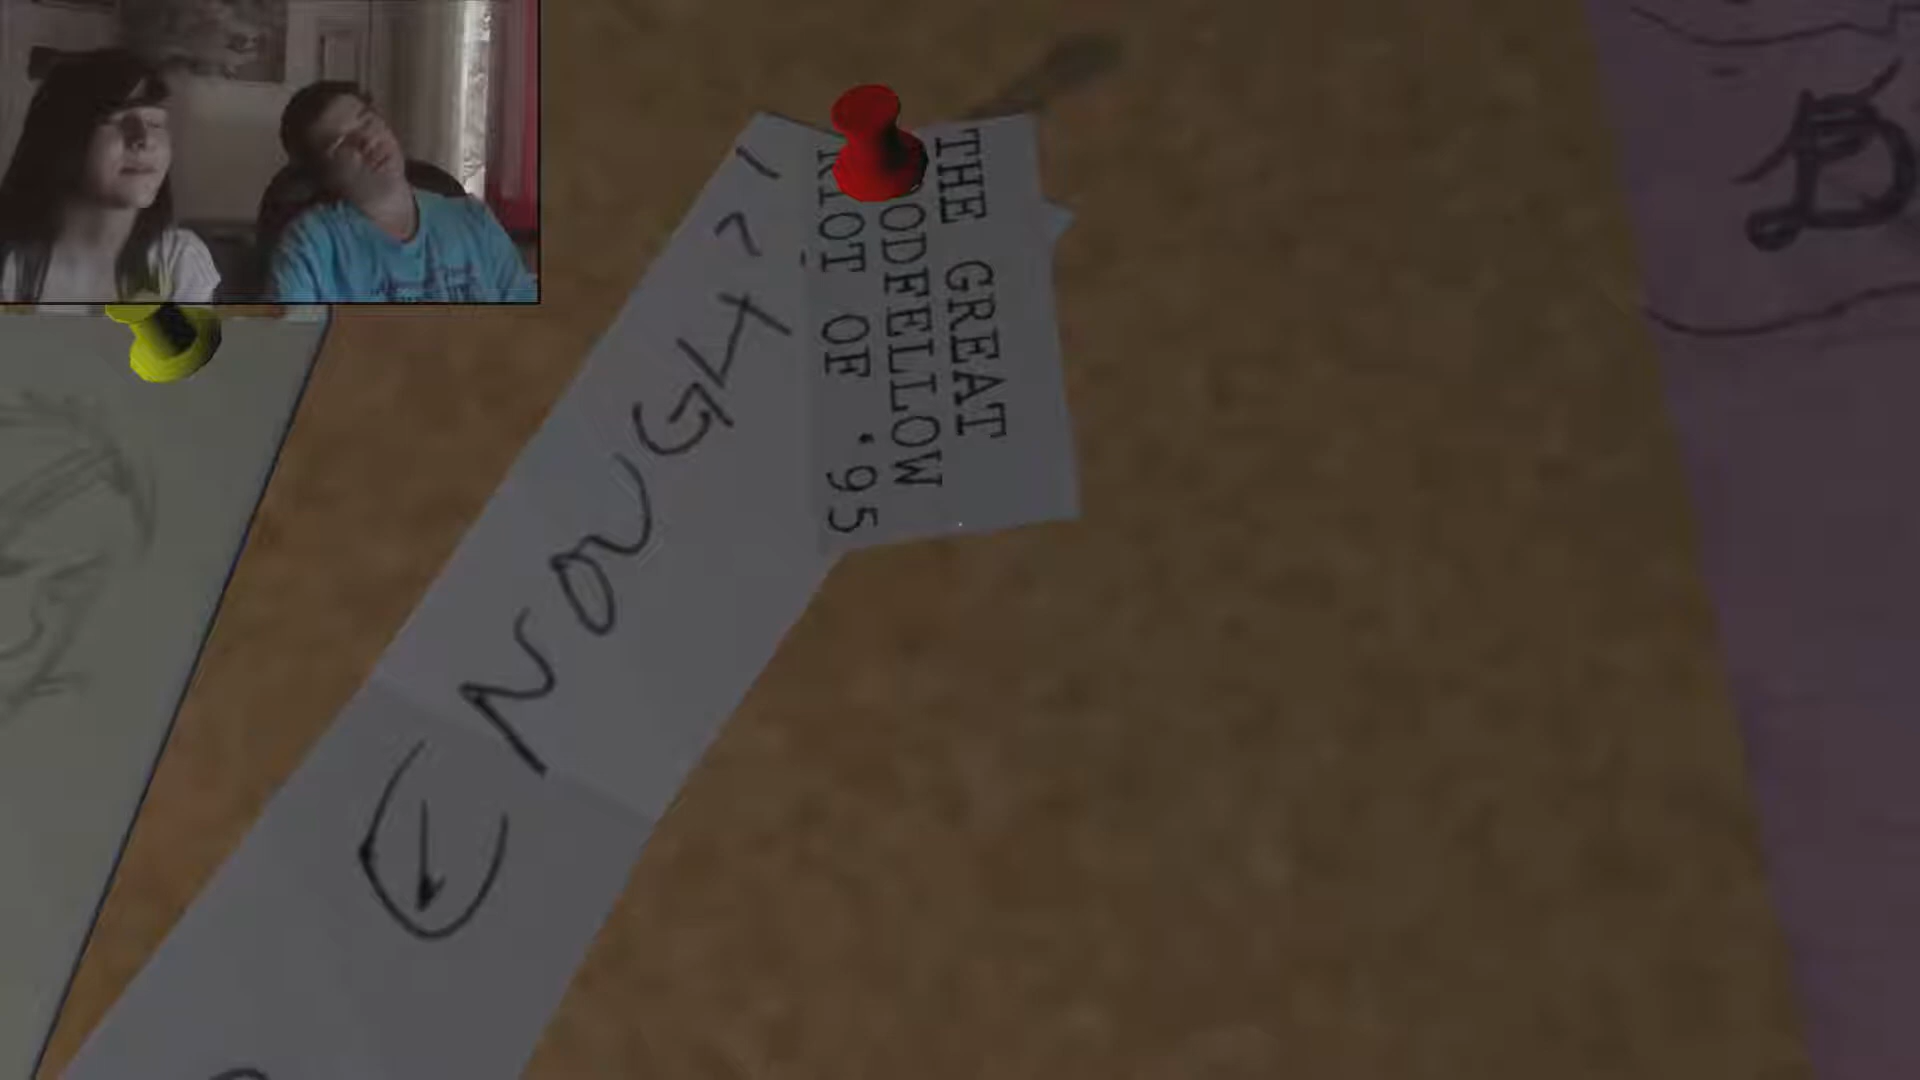 THE GREAT
ODFELLOW
RIOT OF '95
ENOUGH?